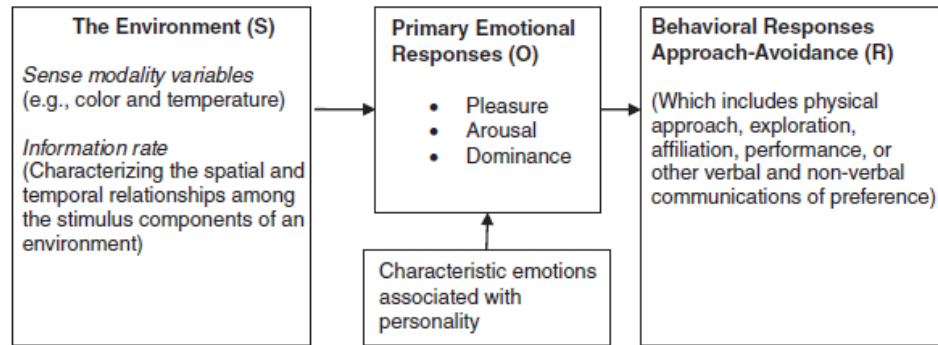 The Environment (S)
Sense modality variables
(e.g., color and temperature)
Information rate
(Characterizing the spatial and
temporal relationships among
the stimulus components of an
environment)
Primary Emotional
Responses (O)
• Pleasure
• Arousal
• Dominance
Characteristic emotions
associated with
personality
Behavioral Responses
Approach-Avoidance (R)
(Which includes physical
approach, exploration,
affiliation, performance, or
other verbal and non-verbal
communications of preference)